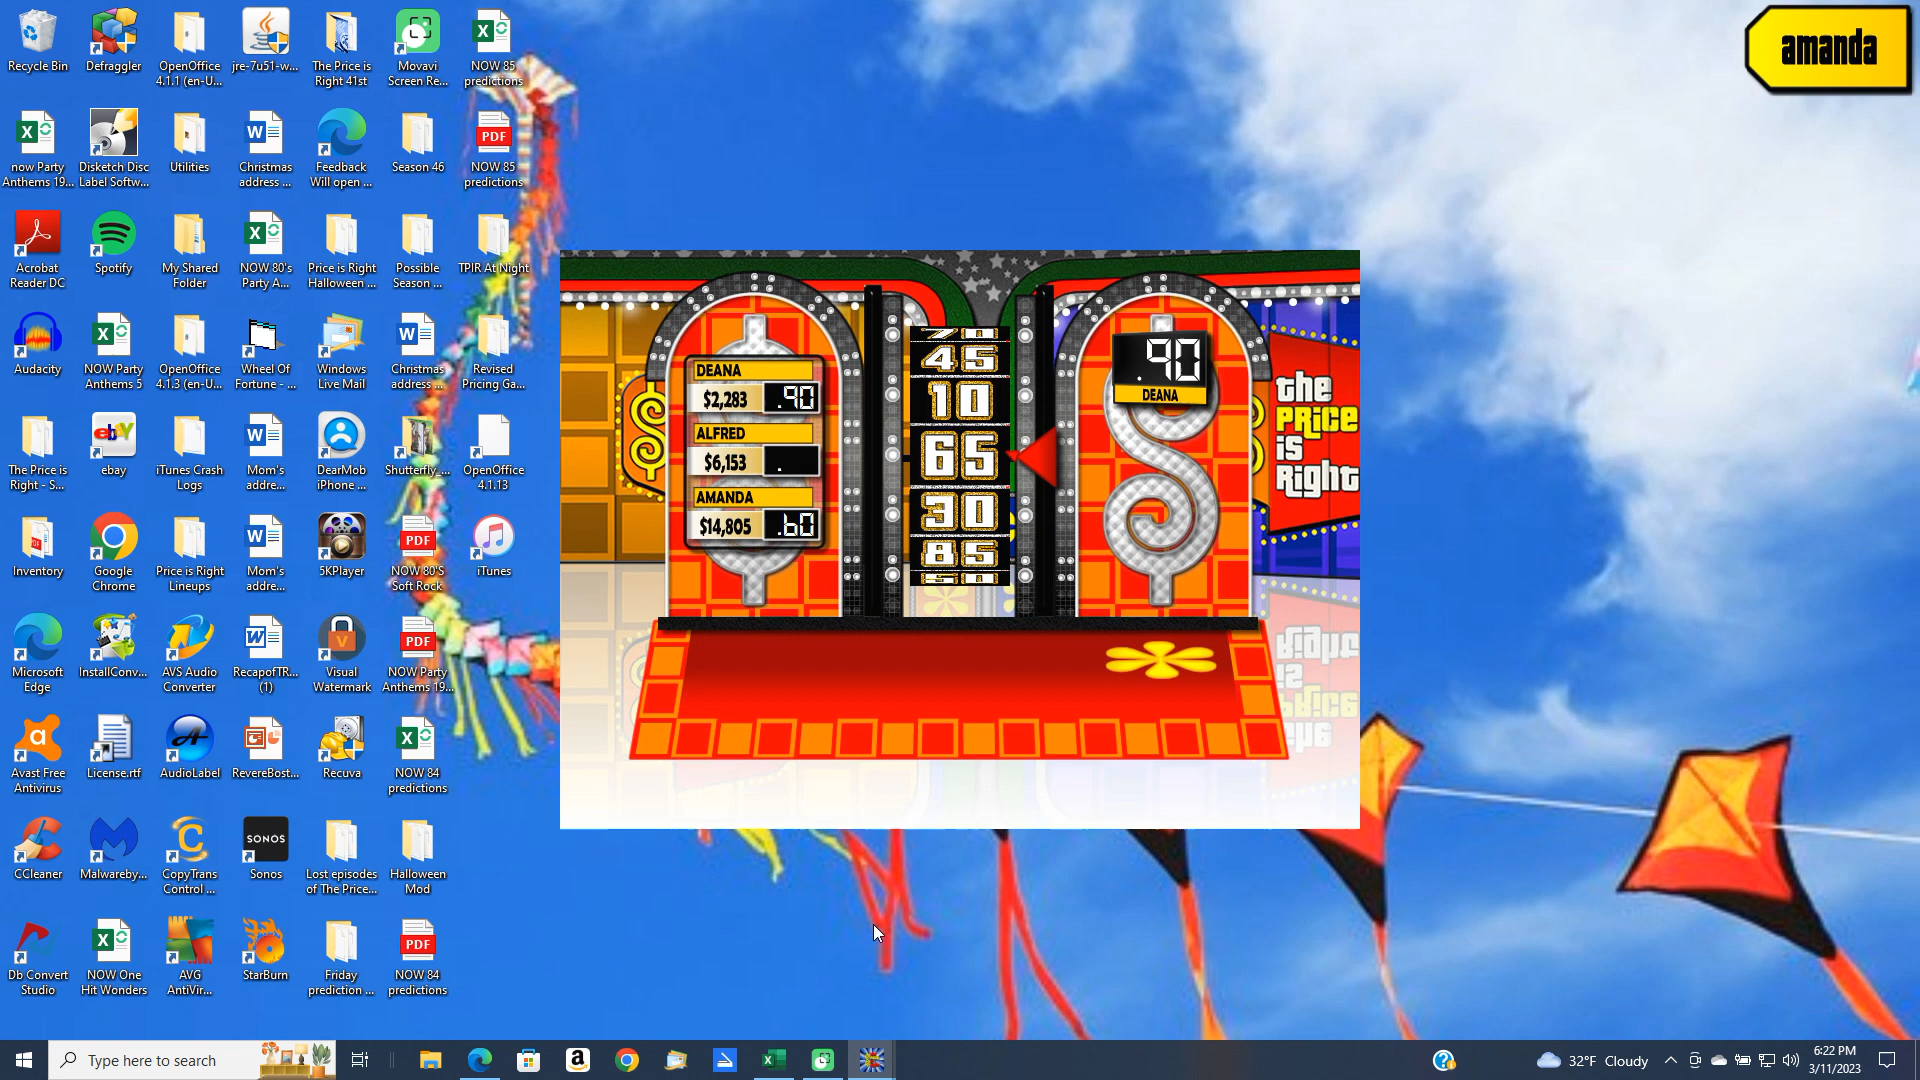 Recycle Bin
Defraggler
OpenOffice
4.1.1 (en-U...
jre-7u51-w...
The Price is
Right 41st
Movavi
Screen Re...
NOW 85
predictions
now Party
Anthems 19...
Disketch Disc
Label Softw...
Utilities
Christmas
address ...
Feedback
Will open ...
Season 46
PDF
NOW 85
predictions
Acrobat
Reader DC
Spotify
My Shared
Folder
NOW 80's
Party A...
Price is Right
Halloween ...
Possible
Season ...
TPIR At Night
Audacity
NOW Party
Anthems 5
OpenOffice
4.1.3 (en-U...
Wheel Of
Fortune - ...
Windows
Live Mail
Christmas
address ...
Revised
Pricing Ga...
The Price is
Right - S...
ebay
ebay
iTunes Crash
Logs
Mom's
addre...
DearMob
iPhone ...
Shutterfly_...
OpenOffice
4.1.13
Inventory
Google
Chrome
Price is Right
Lineups
Mom's
addre...
5KPlayer
PDF
NOW 80'S
Soft Rock
iTunes
Microsoft
Edge
InstallConv...
AVS Audio
Converter
RecapofTR...
(1)
Visual
Watermark
PDF
NOW Party
Anthems 19...
Avast Free
Antivirus
License.rtf
AudioLabel
RevereBost...
Recuva
NOW 84
predictions
CCleaner
Malwareby...
CopyTrans
Control ...
SONOS
Sonos
Lost episodes
of The Price...
Halloween
Mod
Db Convert
Studio
NOW One
Hit Wonders
AVG
AntiVir...
StarBurn
Friday
prediction ...
PDF
NOW 84
predictions
amanda
DEANA
$2,283 .90
ALFRED
$6,153 .
AMANDA
$14,805 .60
45
10
65
30
85
.90
DEANA
the
PRICE
is
Right
Type here to search
32°F Cloudy
6:22 PM
3/11/2023